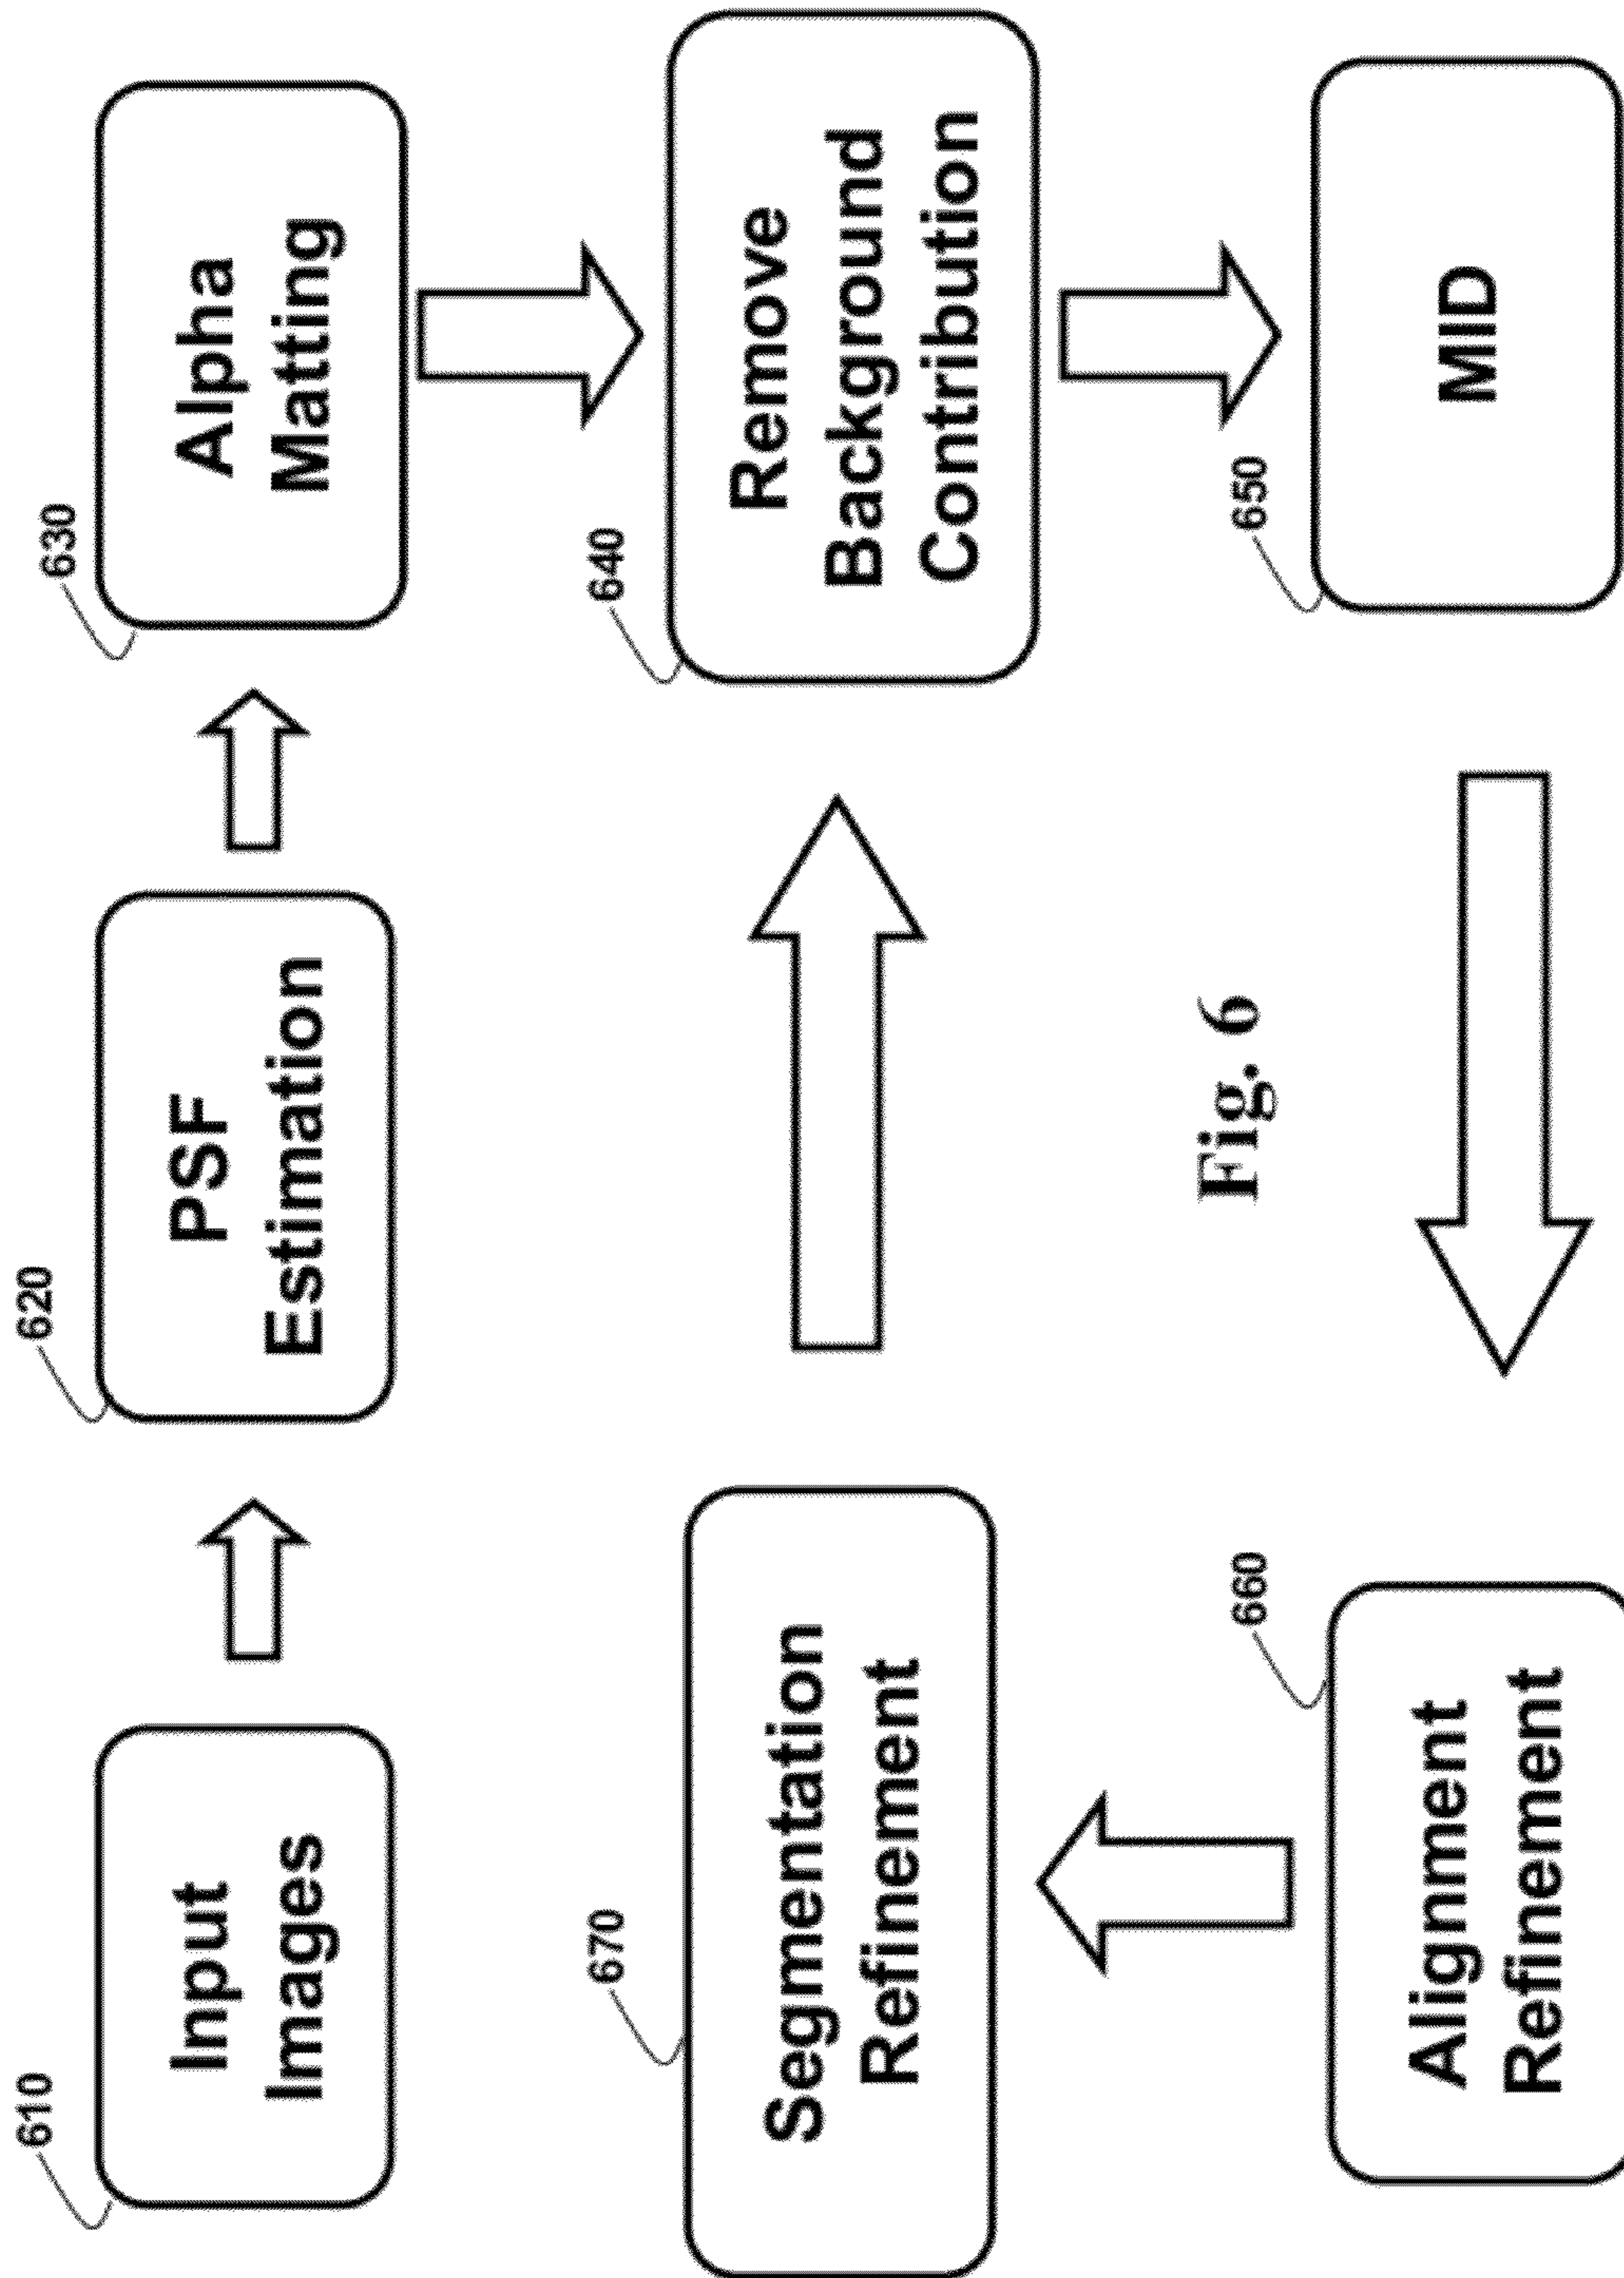 610
Input
Images
620
PSF
Estimation
630
Alpha
Matting
670
Segmentation
Refinement
640
Remove
Background
Contribution
Fig. 6
660
Alignment
Refinement
650
MID